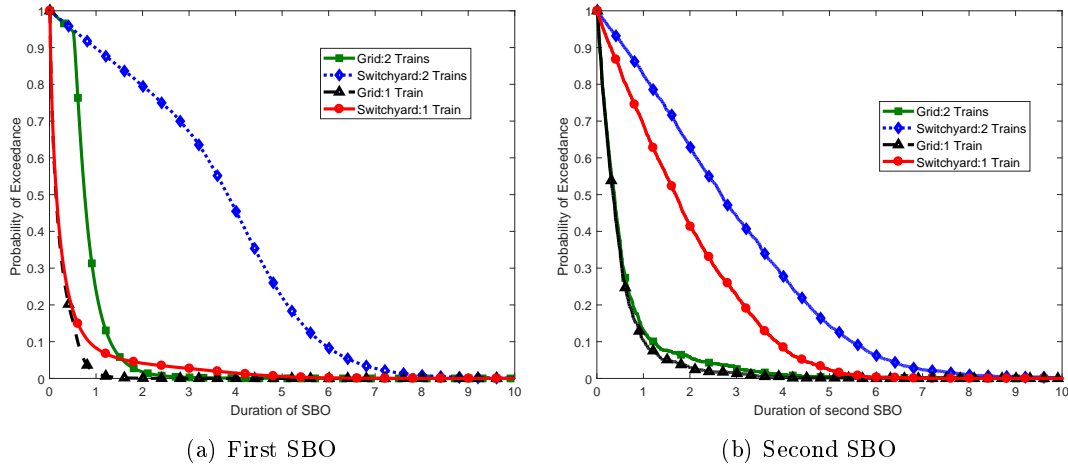 1
0.9
0.8
0.7
0.6
0.5
0.4
0.3
0.2
0.1
0
Probability of Exceedance
Grid:2 Trains
Switchyard:2 Trains
Grid:1 Train
Switchyard:1 Train
0 1 2 3 4 5 6 7 8 9 10
Duration of SBO
(a) First SBO
1
0.9
0.8
0.7
0.6
0.5
0.4
0.3
0.2
0.1
0
Probability of Exceedance
Grid:2 Trains
Switchyard:2 Trains
Grid:1 Train
Switchyard:1 Train
0 1 2 3 4 5 6 7 8 9 10
Duration of second SBO
(b) Second SBO